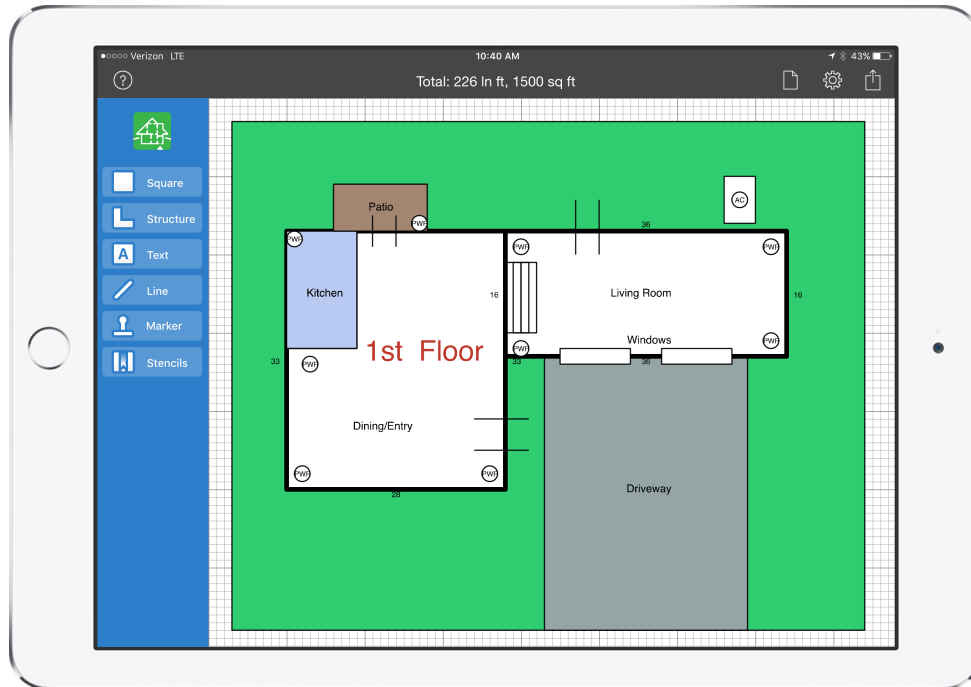 Verizon LTE
10:40 AM
43%
?
Total: 226 ln ft, 1500 sq ft
Square
Structure
A Text
Line
Marker
Stencils
AC
Patio
PWR
36
PWR
PWR
PWR
Kitchen
16
Living Room
16
Windows
PWR
PWR
1st Floor
33
33
36
PWR
Dining/Entry
PWR
PWR
28
Driveway